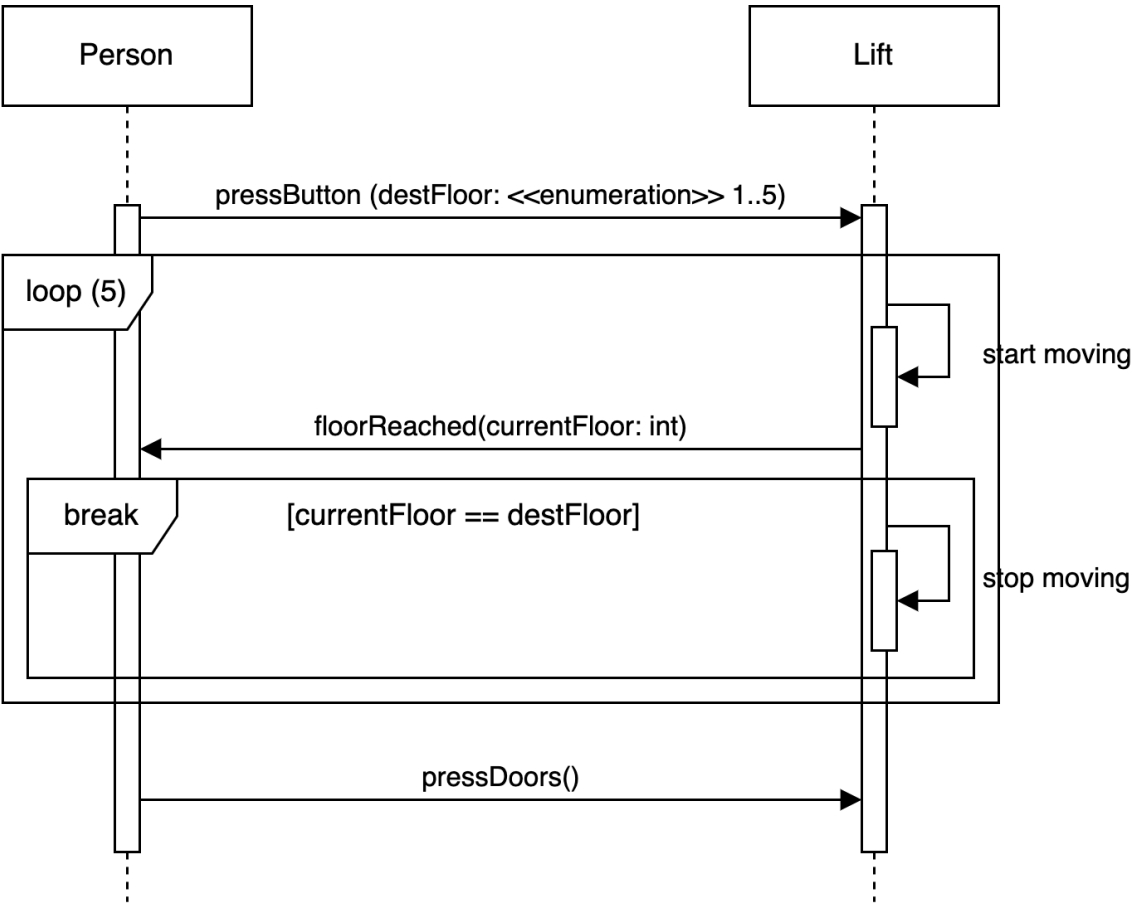 Person
Lift
pressButton (destFloor: <<enumeration>> 1..5)
loop (5)
start moving
floorReached(currentFloor: int)
break
[currentFloor == destFloor]
stop moving
pressDoors()